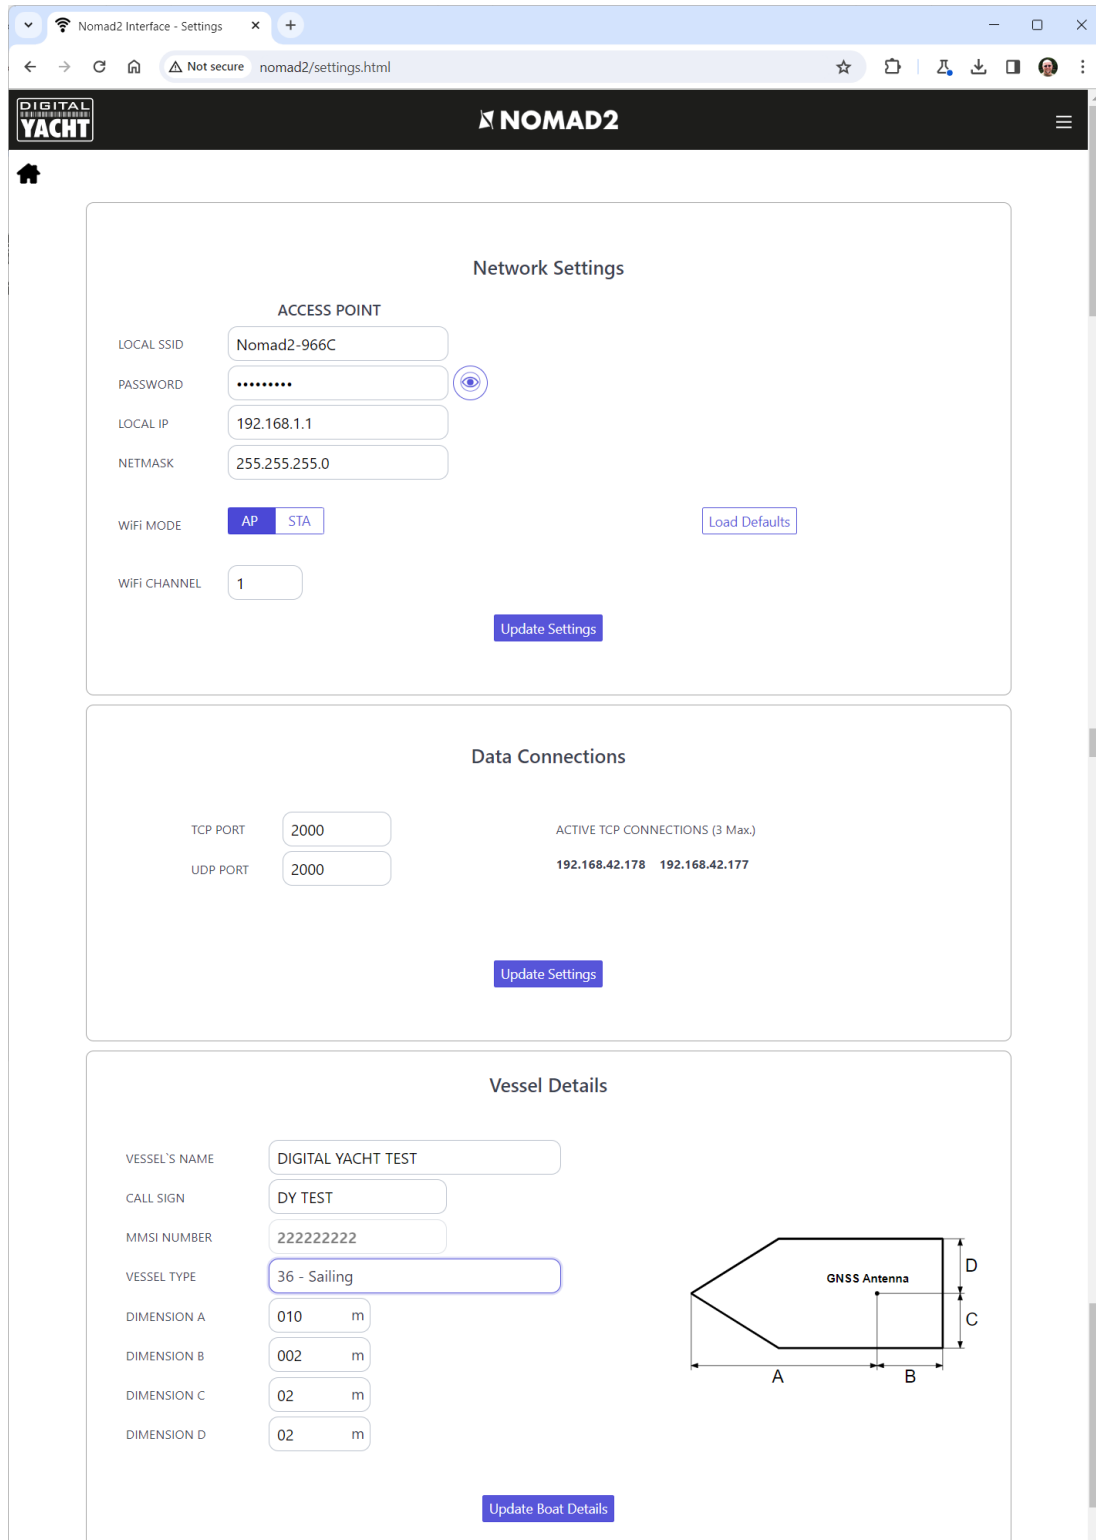 Nomad2 Interface - Settings
Not secure nomad2/settings.html
DIGITAL
YACHT
NOMAD2
Network Settings
ACCESS POINT
LOCAL SSID Nomad2-966C
PASSWORD •••••••••
LOCAL IP 192.168.1.1
NETMASK 255.255.255.0
WiFi MODE AP STA Load Defaults
WiFi CHANNEL 1
Update Settings
Data Connections
TCP PORT 2000 ACTIVE TCP CONNECTIONS (3 Max.)
192.168.42.178 192.168.42.177
UDP PORT 2000
Update Settings
Vessel Details
VESSEL`S NAME DIGITAL YACHT TEST
CALL SIGN DY TEST
MMSI NUMBER 222222222
VESSEL TYPE 36 - Sailing
DIMENSION A 010 m
DIMENSION B 002 m
DIMENSION C 02 m
DIMENSION D 02 m
GNSS Antenna
D
C
A B
Update Boat Details